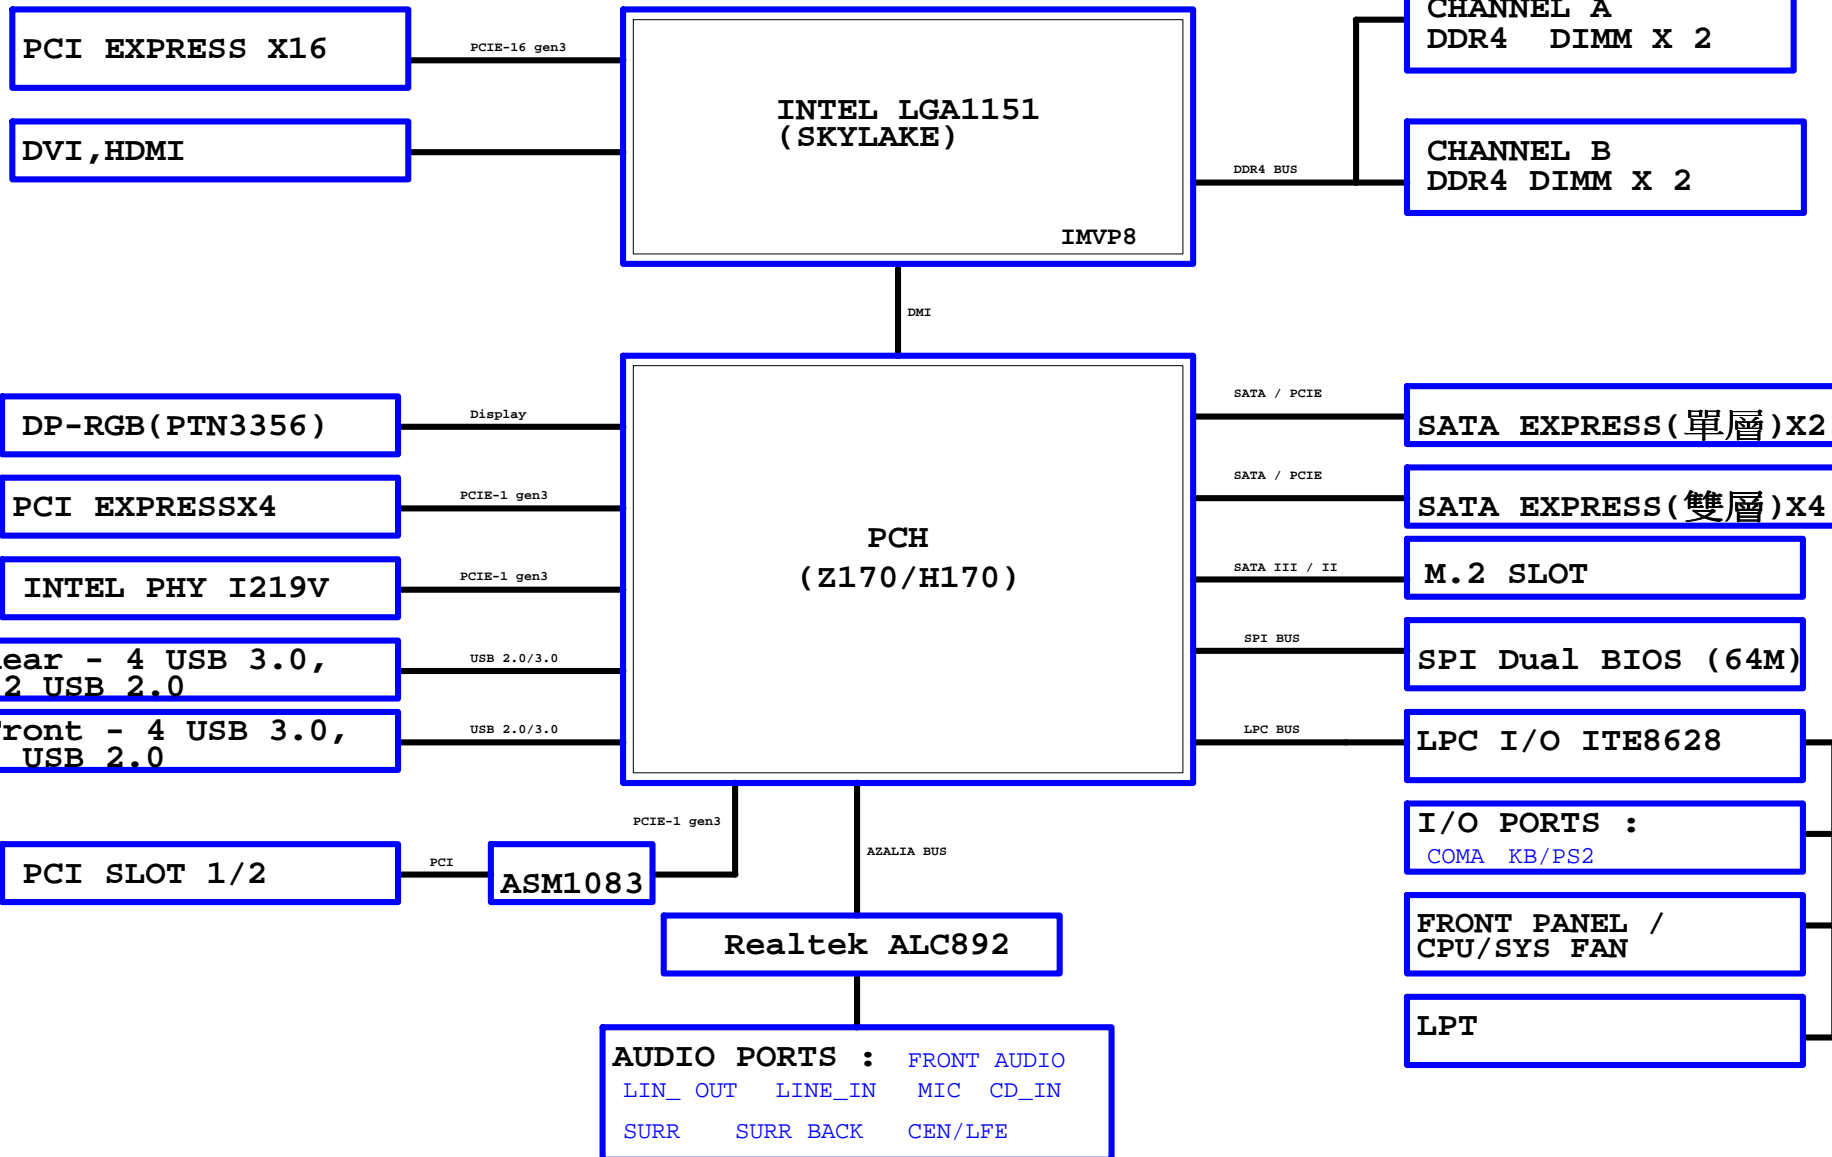 PCI EXPRESS X16
PCIE-16 gen3
DVI,HDMI
INTEL LGA1151
(SKYLAKE)
IMVP8
DDR4 BUS
CHANNEL A
DDR4 DIMM X 2
CHANNEL B
DDR4 DIMM X 2
DMI
DP-RGB(PTN3356)
Display
PCI EXPRESSX4
PCIE-1 gen3
INTEL PHY I219V
PCIE-1 gen3
ear - 4 USB 3.0,
2 USB 2.0
USB 2.0/3.0
ront - 4 USB 3.0,
USB 2.0
USB 2.0/3.0
PCH
(Z170/H170)
SATA / PCIE
SATA EXPRESS(單層)X2
SATA / PCIE
SATA EXPRESS(雙層)X4
SATA III / II
M.2 SLOT
SPI BUS
SPI Dual BIOS (64M)
LPC BUS
LPC I/O ITE8628
I/O PORTS :
COMA KB/PS2
FRONT PANEL /
CPU/SYS FAN
LPT
PCIE-1 gen3
PCI SLOT 1/2
PCI
ASM1083
AZALIA BUS
Realtek ALC892
AUDIO PORTS : FRONT AUDIO
LIN_ OUT LINE_IN MIC CD_IN
SURR SURR BACK CEN/LFE